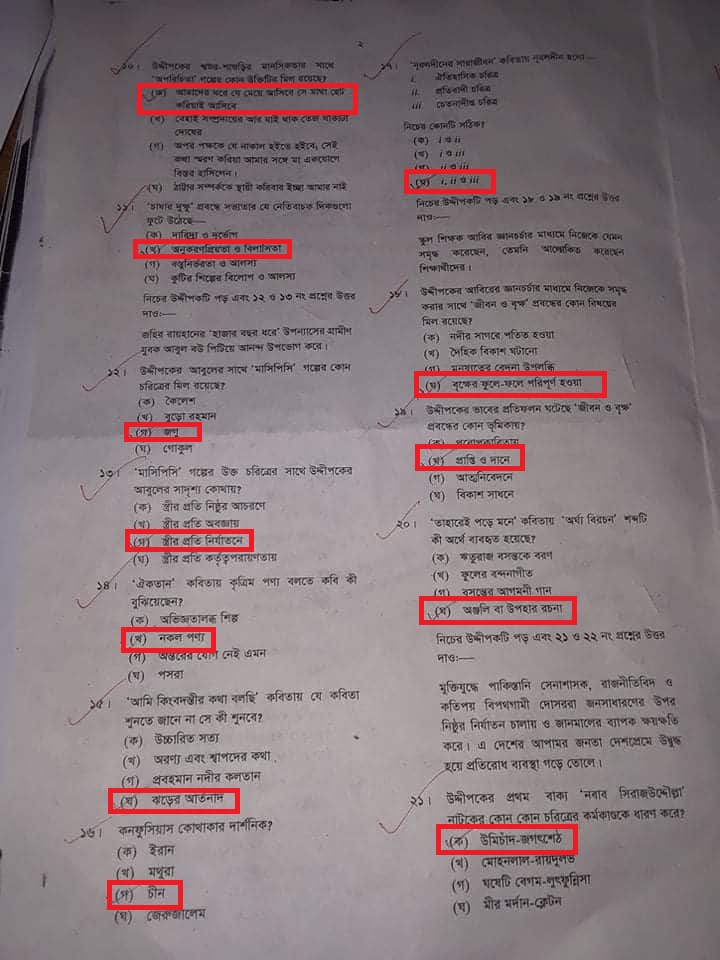 ২
১০। উদ্দীপকের শ্বশুর-শাশুড়ির মানসিকতার সাথে
'অপরিচিতা' গল্পের কোন উক্তিটির মিল রয়েছে?
(ক) আমাদের ঘরে যে মেয়ে আসিবে সে মাথা হেঁট
করিয়াই আসিবে
(খ) বেহাই সম্প্রদায়ের আর যাই থাক তেজ থাকাটা
দোষের
(গ) অপর পক্ষকে যে নাকাল হইতে হইবে, সেই
কথা স্মরণ করিয়া আমার সঙ্গে মা একযোগে
বিস্তর হাসিলেন।
(ঘ) ঠাট্টার সম্পর্ককে স্থায়ী করিবার ইচ্ছা আমার নাই
১১। 'চাষার দুক্ষু' প্রবন্ধে সভ্যতার যে নেতিবাচক দিকগুলো
ফুটে উঠেছে—
(ক) দারিদ্র্য ও দুর্ভোগ
(খ) অনুকরণপ্রিয়তা ও বিলাসিতা
(গ) বস্তুনির্ভরতা ও আলস্য
(ঘ) কুটির শিল্পের বিলোপ ও আলস্য
নিচের উদ্দীপকটি পড় এবং ১২ ও ১৩ নং প্রশ্নের উত্তর
দাও:—
জহির রায়হানের 'হাজার বছর ধরে' উপন্যাসের গ্রামীণ
যুবক আবুল বউ পিটিয়ে আনন্দ উপভোগ করে।
১২। উদ্দীপকের আবুলের সাথে 'মাসিপিসি' গল্পের কোন
চরিত্রের মিল রয়েছে?
(ক) কৈলেশ
(খ) বুড়ো রহমান
(গ) জগু
(ঘ) গোকুল
১৩। 'মাসিপিসি' গল্পের উক্ত চরিত্রের সাথে উদ্দীপকের
আবুলের সাদৃশ্য কোথায়?
(ক) স্ত্রীর প্রতি নিষ্ঠুর আচরণে
(খ) স্ত্রীর প্রতি অবজ্ঞায়
(গ) স্ত্রীর প্রতি নির্যাতনে
(ঘ) স্ত্রীর প্রতি কর্তৃত্বপরায়ণতায়
১৪। 'ঐকতান' কবিতায় কৃত্রিম পণ্য বলতে কবি কী
বুঝিয়েছেন?
(ক) অভিজ্ঞতালব্ধ শিল্প
(খ) নকল পণ্য
(গ) অন্তরের যোগ নেই এমন
(ঘ) পসরা
১৫। 'আমি কিংবদন্তীর কথা বলছি' কবিতায় যে কবিতা
শুনতে জানে না সে কী শুনবে?
(ক) উচ্চারিত সত্য
(খ) অরণ্য এবং শ্বাপদের কথা
(গ) প্রবহমান নদীর কলতান
(ঘ) ঝড়ের আর্তনাদ
১৬। কনফুসিয়াস কোথাকার দার্শনিক?
(ক) ইরান
(খ) মথুরা
(গ) চীন
(ঘ) জেরুজালেম
১৭। 'নূরলদীনের সারাজীবন' কবিতায় নূরলদীন হলো—
i. ঐতিহাসিক চরিত্র
ii. প্রতিবাদী চরিত্র
iii. চেতনাদীপ্ত চরিত্র
নিচের কোনটি সঠিক?
(ক) i ও ii
(খ) i ও iii
(গ) ii ও iii
(ঘ) i, ii ও iii
নিচের উদ্দীপকটি পড় এবং ১৮ ও ১৯ নং প্রশ্নের উত্তর
দাও:—
স্কুল শিক্ষক আবির জ্ঞানচর্চার মাধ্যমে নিজেকে যেমন
সমৃদ্ধ করেছেন, তেমনি আলোকিত করেছেন
শিক্ষার্থীদের।
১৮। উদ্দীপকের আবিরের জ্ঞানচর্চার মাধ্যমে নিজেকে সমৃদ্ধ
করার সাথে 'জীবন ও বৃক্ষ' প্রবন্ধের কোন বিষয়ের
মিল রয়েছে?
(ক) নদীর সাগরে পতিত হওয়া
(খ) দৈহিক বিকাশ ঘটানো
(গ) মনুষ্যত্বের বেদনা উপলব্ধি
(ঘ) বৃক্ষের ফুলে-ফলে পরিপূর্ণ হওয়া
১৯। উদ্দীপকের ভাবের প্রতিফলন ঘটেছে 'জীবন ও বৃক্ষ'
প্রবন্ধের কোন ভূমিকায়?
(ক) পরোপকারিতায়
(খ) প্রাপ্তি ও দানে
(গ) আত্মনিবেদনে
(ঘ) বিকাশ সাধনে
২০। 'তাহারেই পড়ে মনে' কবিতায় 'অর্ঘ্য বিরচন' শব্দটি
কী অর্থে ব্যবহৃত হয়েছে?
(ক) ঋতুরাজ বসন্তকে বরণ
(খ) ফুলের বন্দনাগীত
(গ) বসন্তের আগমনী গান
(ঘ) অঞ্জলি বা উপহার রচনা
নিচের উদ্দীপকটি পড় এবং ২১ ও ২২ নং প্রশ্নের উত্তর
দাও:—
মুক্তিযুদ্ধে পাকিস্তানি সেনাশাসক, রাজনীতিবিদ ও
কতিপয় বিপথগামী দোসররা জনসাধারণের উপর
নিষ্ঠুর নির্যাতন চালায় ও জানমালের ব্যাপক ক্ষয়ক্ষতি
করে। এ দেশের আপামর জনতা দেশপ্রেমে উদ্বুদ্ধ
হয়ে প্রতিরোধ ব্যবস্থা গড়ে তোলে।
২১। উদ্দীপকের প্রথম বাক্য 'নবাব সিরাজউদ্দৌল্লা'
নাটকের কোন কোন চরিত্রের কর্মকাণ্ডকে ধারণ করে?
(ক) উমিচাঁদ-জগৎশেঠ
(খ) মোহনলাল-রায়দুর্লভ
(গ) ঘষেটি বেগম-লুৎফুন্নিসা
(ঘ) মীর মর্দান-ক্লেটন